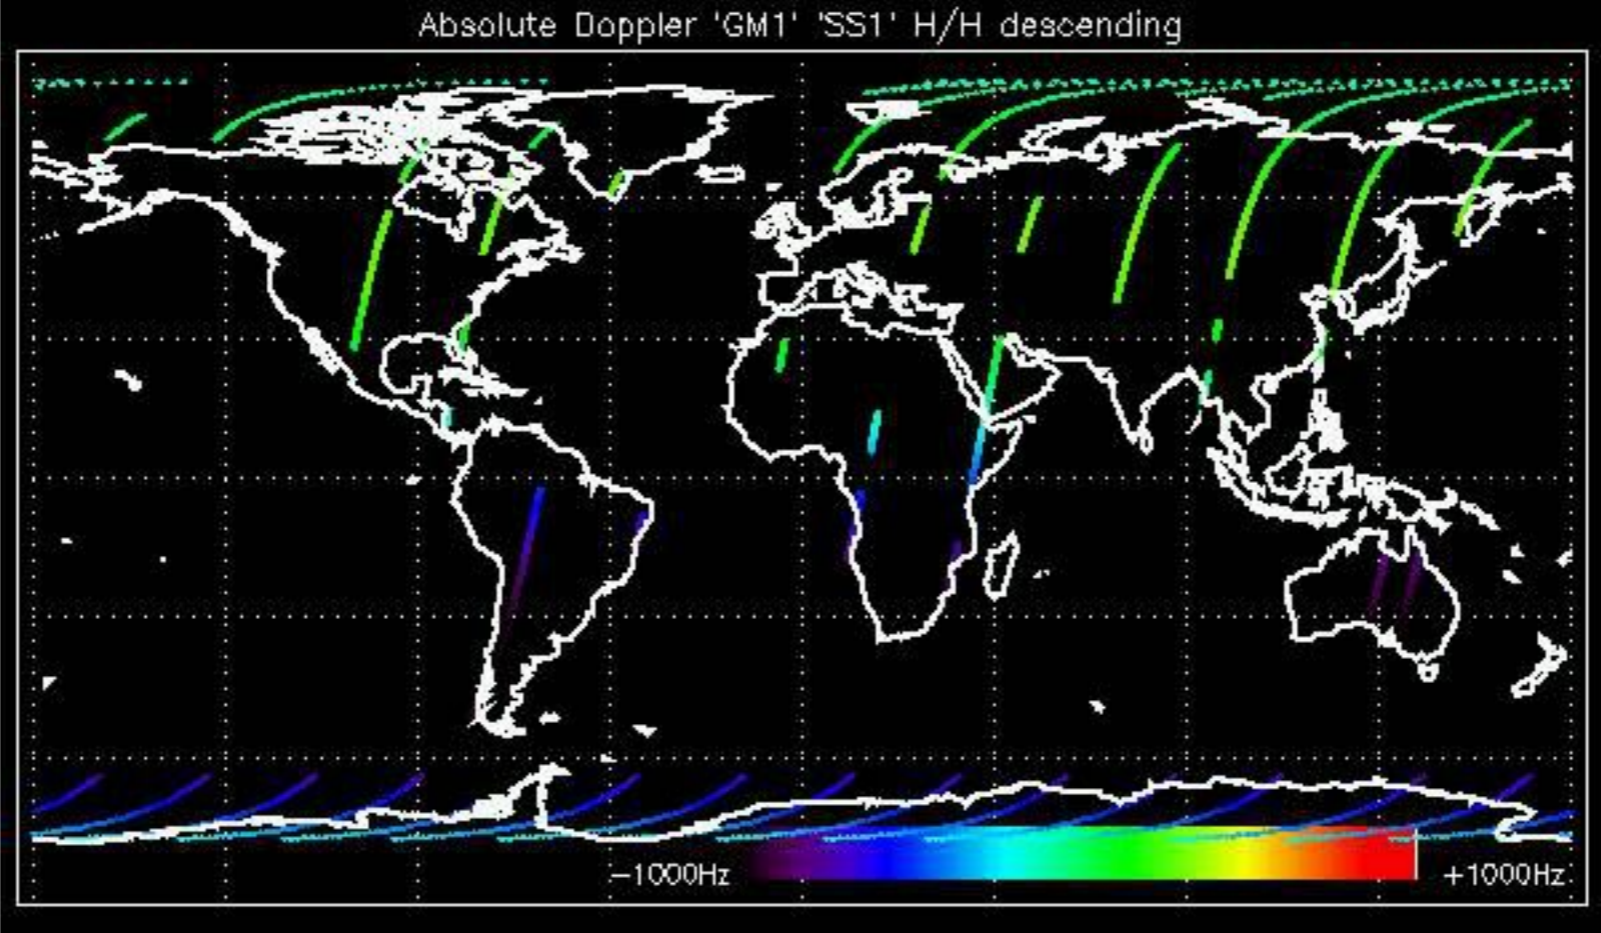 Absolute Doppler 'GM1' 'SS1' H/H descending
−1000Hz +1000Hz